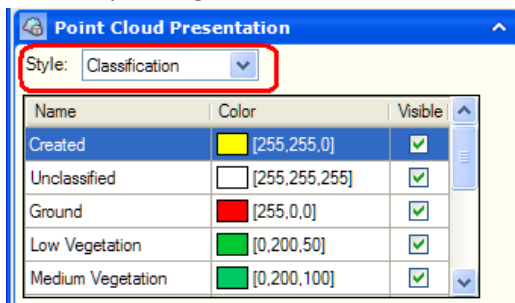 Point Cloud Presentation
Style: Classification
Name Color Visible
Created [255,255,0]
Unclassified [255,255,255]
Ground [255,0,0]
Low Vegetation [0,200,50]
Medium Vegetation [0,200,100]